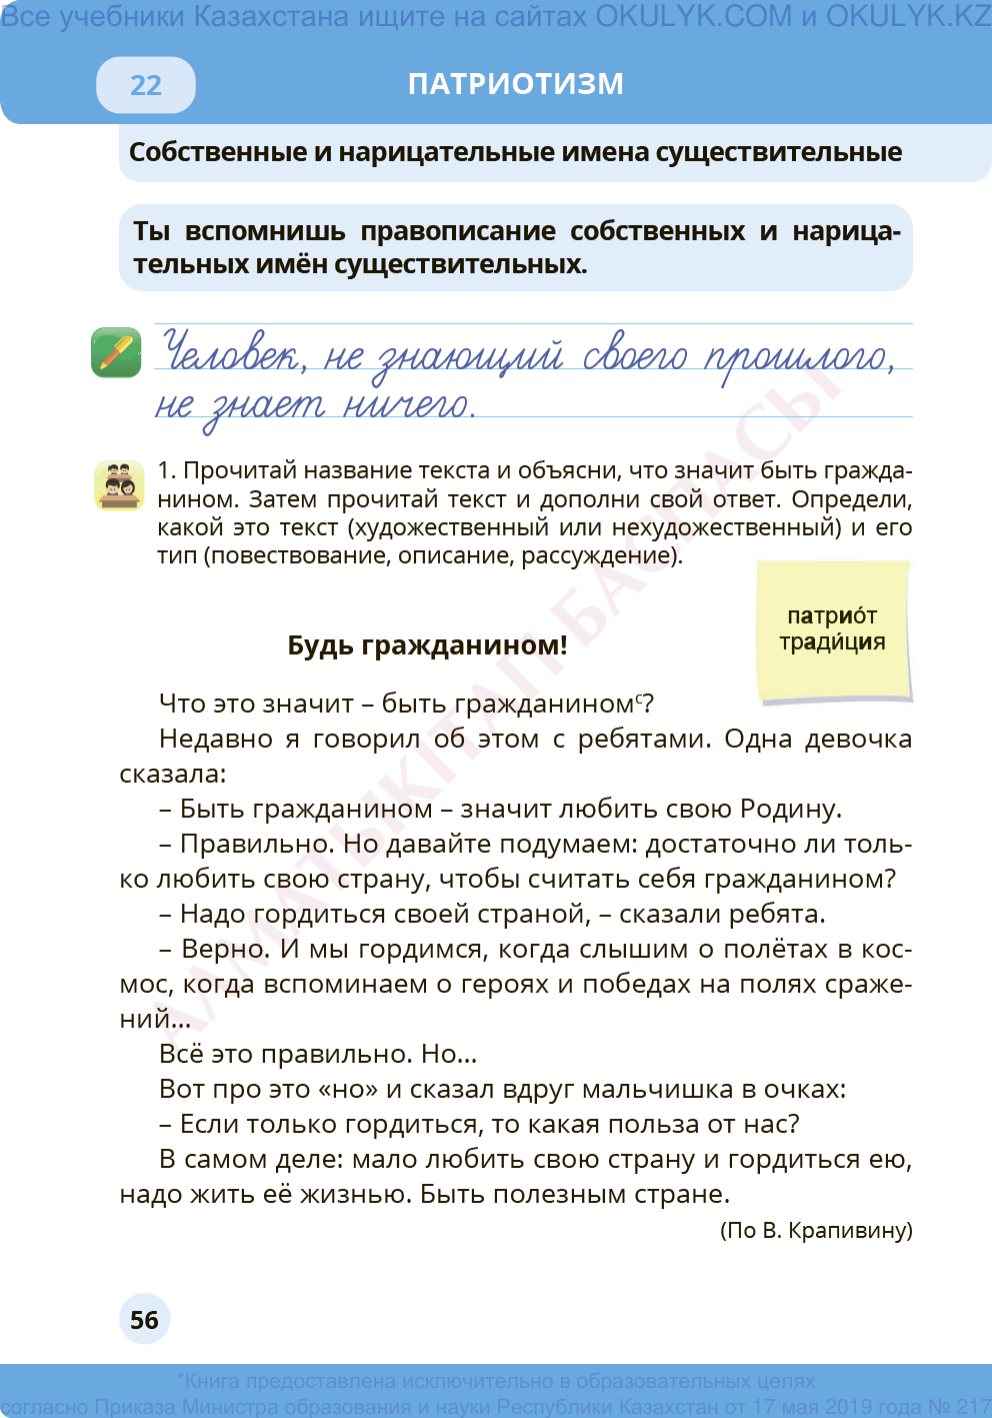 Все учебники Казахстана ищите на сайтах OKULYK.COM и OKULYK.KZ
22
ПАТРИОТИЗМ
Собственные и нарицательные имена существительные
Ты вспомнишь правописание собственных и нарица-
тельных имён существительных.
Человек, не знающий своего прошлого,
не знает ничего.
1. Прочитай название текста и объясни, что значит быть гражда-
нином. Затем прочитай текст и дополни свой ответ. Определи,
какой это текст (художественный или нехудожественный) и его
тип (повествование, описание, рассуждение).
патрио́т
тради́ция
Будь гражданином!
Что это значит – быть гражданиномᶜ?
Недавно я говорил об этом с ребятами. Одна девочка
сказала:
– Быть гражданином – значит любить свою Родину.
– Правильно. Но давайте подумаем: достаточно ли толь-
ко любить свою страну, чтобы считать себя гражданином?
– Надо гордиться своей страной, – сказали ребята.
– Верно. И мы гордимся, когда слышим о полётах в кос-
мос, когда вспоминаем о героях и победах на полях сраже-
ний...
Всё это правильно. Но...
Вот про это «но» и сказал вдруг мальчишка в очках:
– Если только гордиться, то какая польза от нас?
В самом деле: мало любить свою страну и гордиться ею,
надо жить её жизнью. Быть полезным стране.
(По В. Крапивину)
АЛМАТЫКІТАП БАСПАСЫ
56
*Книга предоставлена исключительно в образовательных целях
согласно Приказа Министра образования и науки Республики Казахстан от 17 мая 2019 года № 217